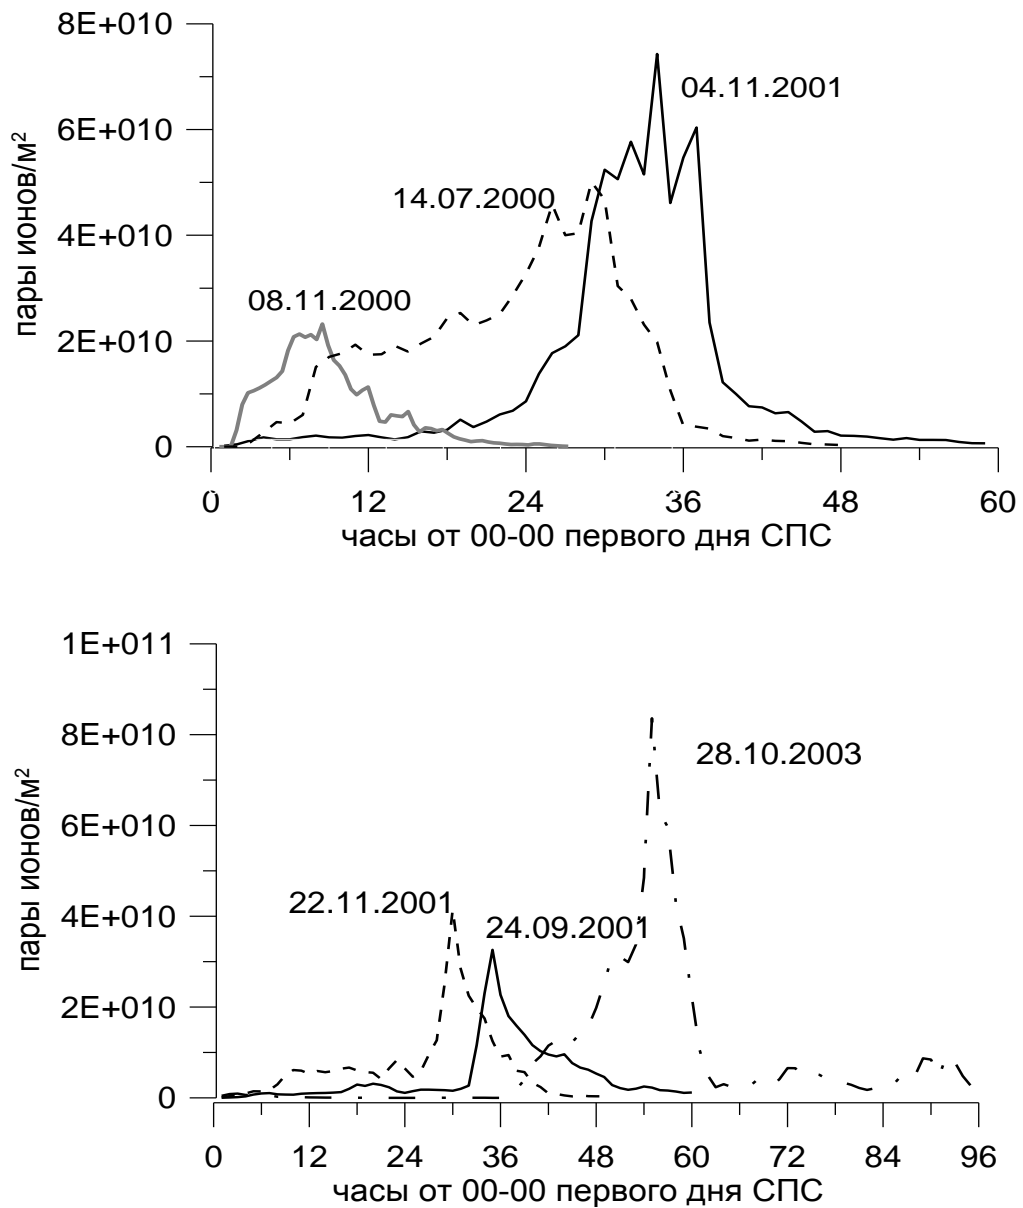 8E+010
04.11.2001
6E+010
14.07.2000
4E+010
08.11.2000
2E+010
0
пары ионов/м²
0 12 24 36 48 60
часы от 00-00 первого дня СПС
1E+011
8E+010
28.10.2003
6E+010
22.11.2001
4E+010
24.09.2001
2E+010
0
пары ионов/м²
0 12 24 36 48 60 72 84 96
часы от 00-00 первого дня СПС